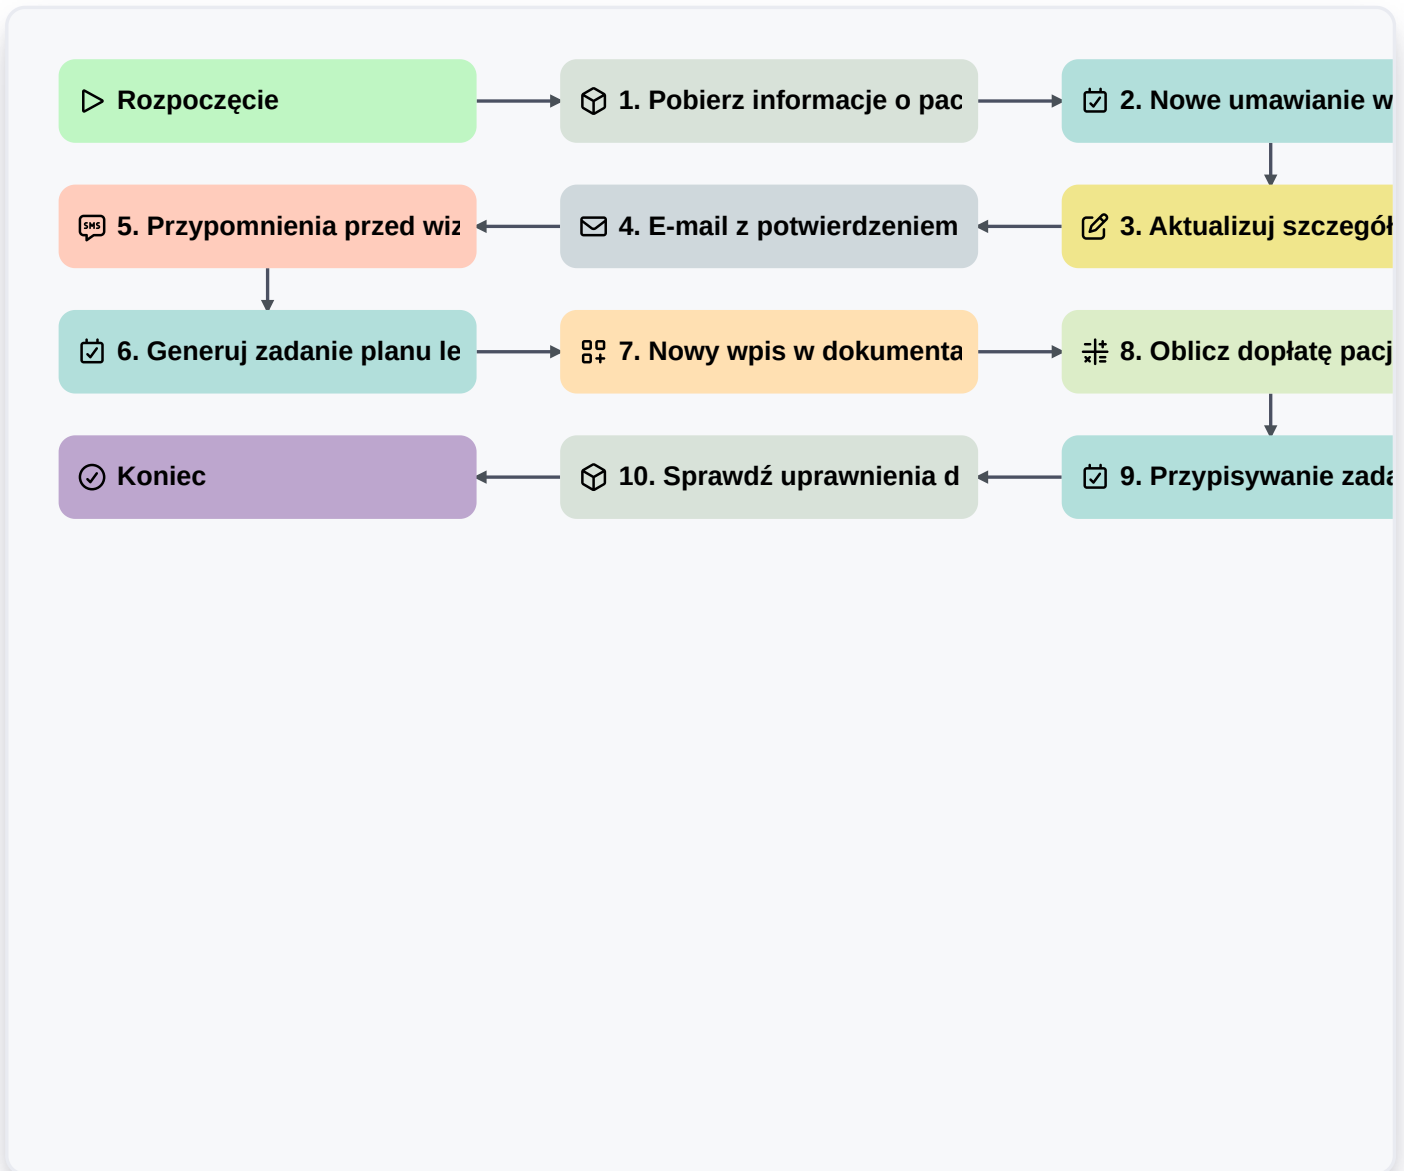 Rozpoczęcie
1. Pobierz informacje o pac
2. Nowe umawianie w
5. Przypomnienia przed wiz
4. E-mail z potwierdzeniem
3. Aktualizuj szczegół
6. Generuj zadanie planu le
7. Nowy wpis w dokumenta
8. Oblicz dopłatę pacj
Koniec
10. Sprawdź uprawnienia d
9. Przypisywanie zada